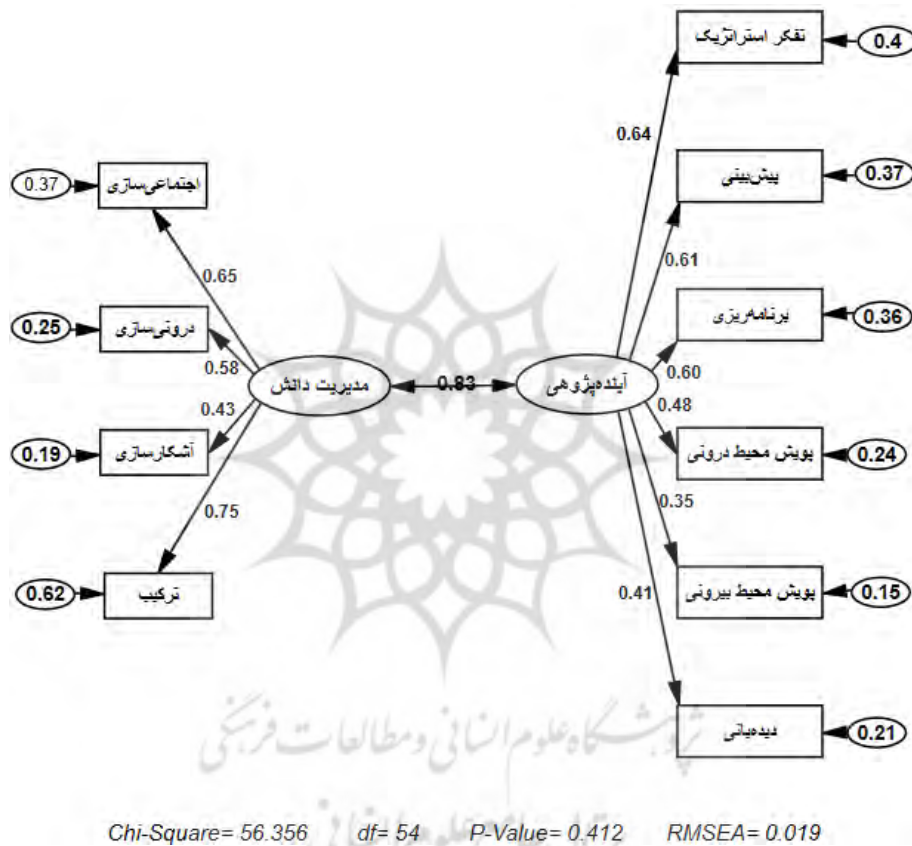 تفکر استراتژیک
0.4
0.64
0.37
اجتماعی‌سازی
پیش‌بینی
0.37
0.65
0.61
0.25
درونی‌سازی
برنامه‌ریزی
0.36
0.58
0.60
مدیریت دانش
0.83
آینده‌پژوهی
0.43
0.48
0.19
آشکارسازی
پویش محیط درونی
0.24
0.75
0.35
0.62
ترکیب
0.41
پویش محیط بیرونی
0.15
دیده‌بانی
0.21
پژوهشگاه علوم انسانی و مطالعات فرهنگی
Chi-Square= 56.356 df= 54 P-Value= 0.412 RMSEA= 0.019